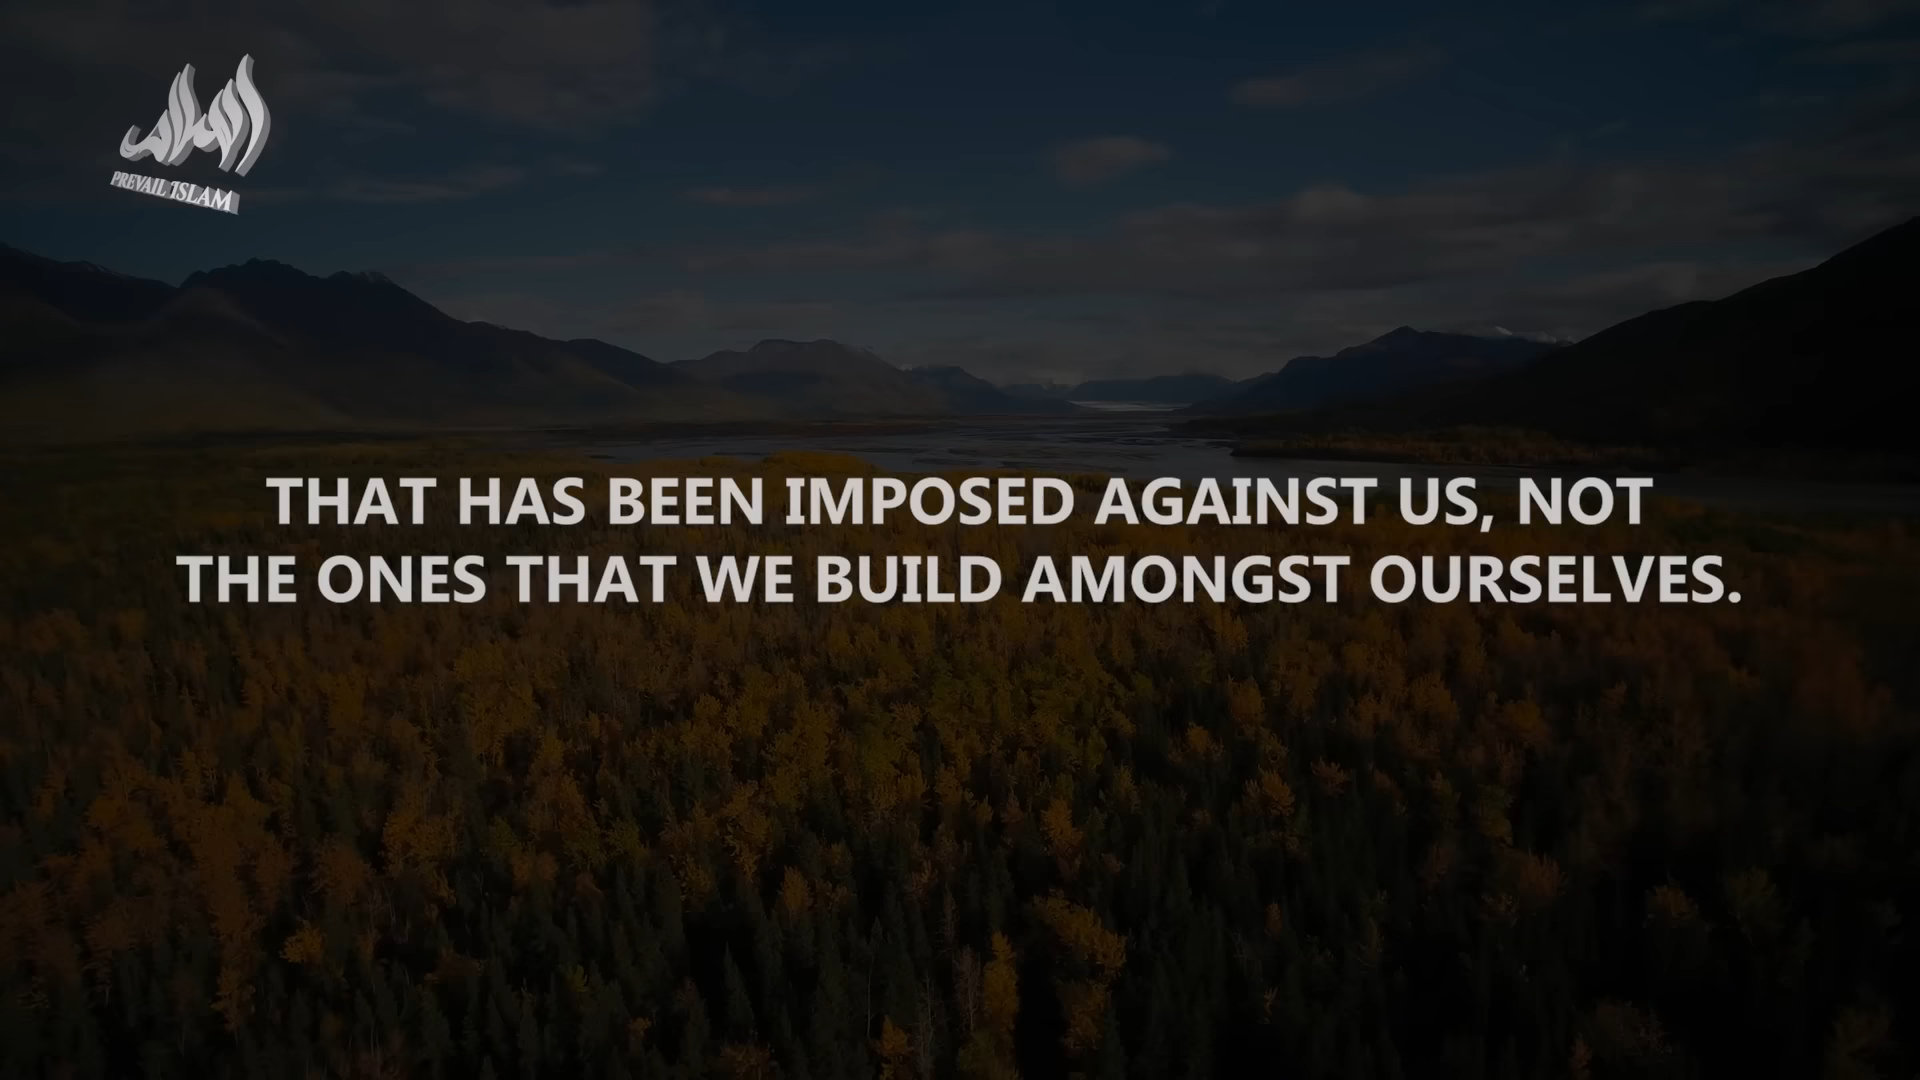 PREVAIL ISLAM
THAT HAS BEEN IMPOSED AGAINST US, NOT
THE ONES THAT WE BUILD AMONGST OURSELVES.